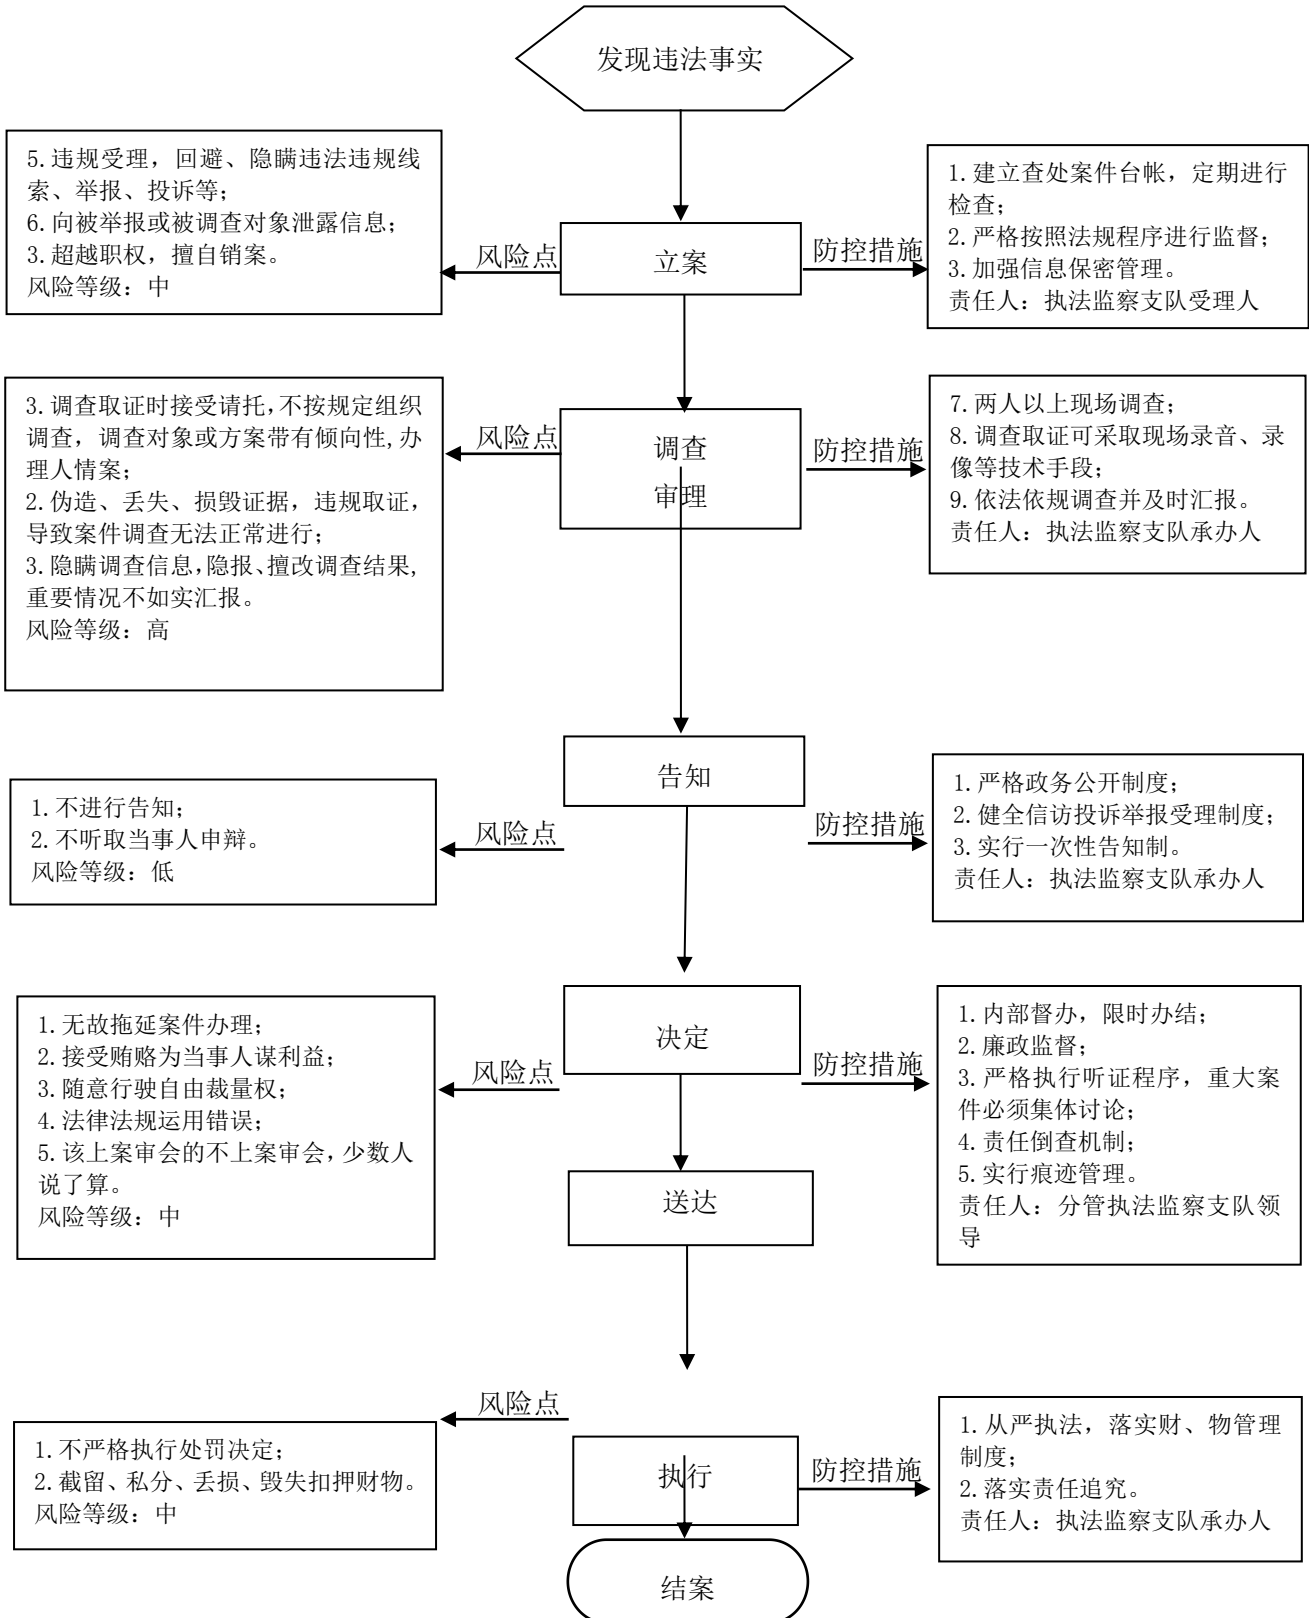 发现违法事实
5.违规受理，回避、隐瞒违法违规线
索、举报、投诉等；
6.向被举报或被调查对象泄露信息；
3.超越职权，擅自销案。
风险等级：中
风险点
立案
防控措施
1.建立查处案件台帐，定期进行
检查；
2.严格按照法规程序进行监督；
3.加强信息保密管理。
责任人：执法监察支队受理人
3.调查取证时接受请托,不按规定组织
调查，调查对象或方案带有倾向性,办
理人情案；
2.伪造、丢失、损毁证据，违规取证，
导致案件调查无法正常进行；
3.隐瞒调查信息,隐报、擅改调查结果,
重要情况不如实汇报。
风险等级：高
风险点
调查
审理
防控措施
7.两人以上现场调查；
8.调查取证可采取现场录音、录
像等技术手段；
9.依法依规调查并及时汇报。
责任人：执法监察支队承办人
1.不进行告知；
2.不听取当事人申辩。
风险等级：低
风险点
告知
防控措施
1.严格政务公开制度；
2.健全信访投诉举报受理制度；
3.实行一次性告知制。
责任人：执法监察支队承办人
1.无故拖延案件办理；
2.接受贿赂为当事人谋利益；
3.随意行驶自由裁量权；
4.法律法规运用错误；
5.该上案审会的不上案审会,少数人
说了算。
风险等级：中
风险点
决定
防控措施
1.内部督办，限时办结；
2.廉政监督；
3.严格执行听证程序，重大案
件必须集体讨论；
4.责任倒查机制；
5.实行痕迹管理。
责任人：分管执法监察支队领
导
送达
1.不严格执行处罚决定；
2.截留、私分、丢损、毁失扣押财物。
风险等级：中
风险点
执行
防控措施
1.从严执法，落实财、物管理
制度；
2.落实责任追究。
责任人：执法监察支队承办人
结案